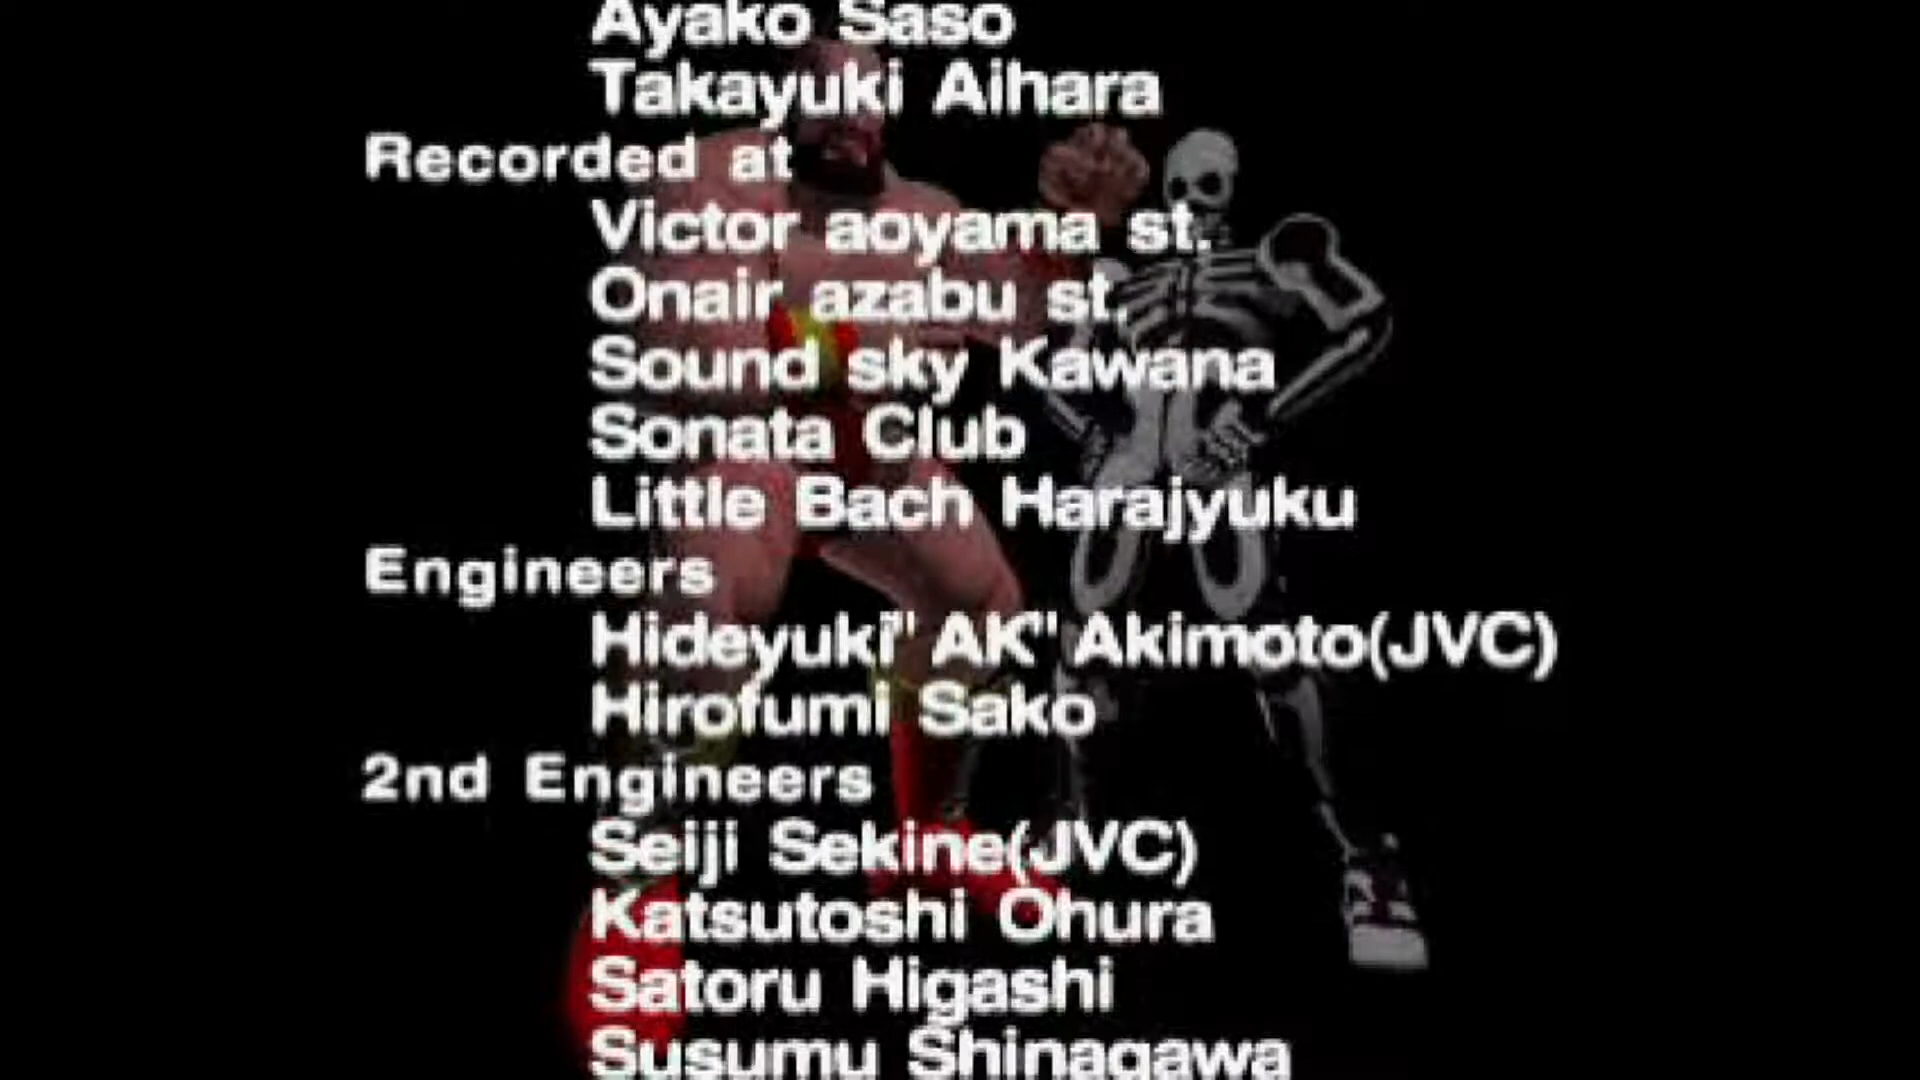 Ayako Saso
Takayuki Aihara
Recorded at
Victor aoyama st.
Onair azabu st.
Sound sky Kawana
Sonata Club
Little Bach Harajyuku
Engineers
Hideyuki" AK" Akimoto(JVC)
Hirofumi Sako
2nd Engineers
Seiji Sekine(JVC)
Katsutoshi Ohura
Satoru Higashi
Susumu Shinagawa